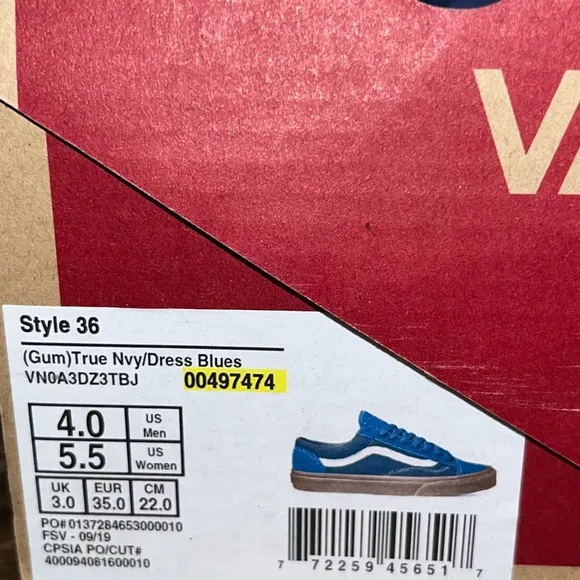 VA
Style 36
(Gum)True Nvy/Dress Blues
VN0A3DZ3TBJ 00497474
4.0 US Men
5.5 US Women
UK EUR CM
3.0 35.0 22.0
PO# 0137284653000010
FSV - 09/19
CPSIA PO/CUT#
400094081600010
7 72259 45651 7